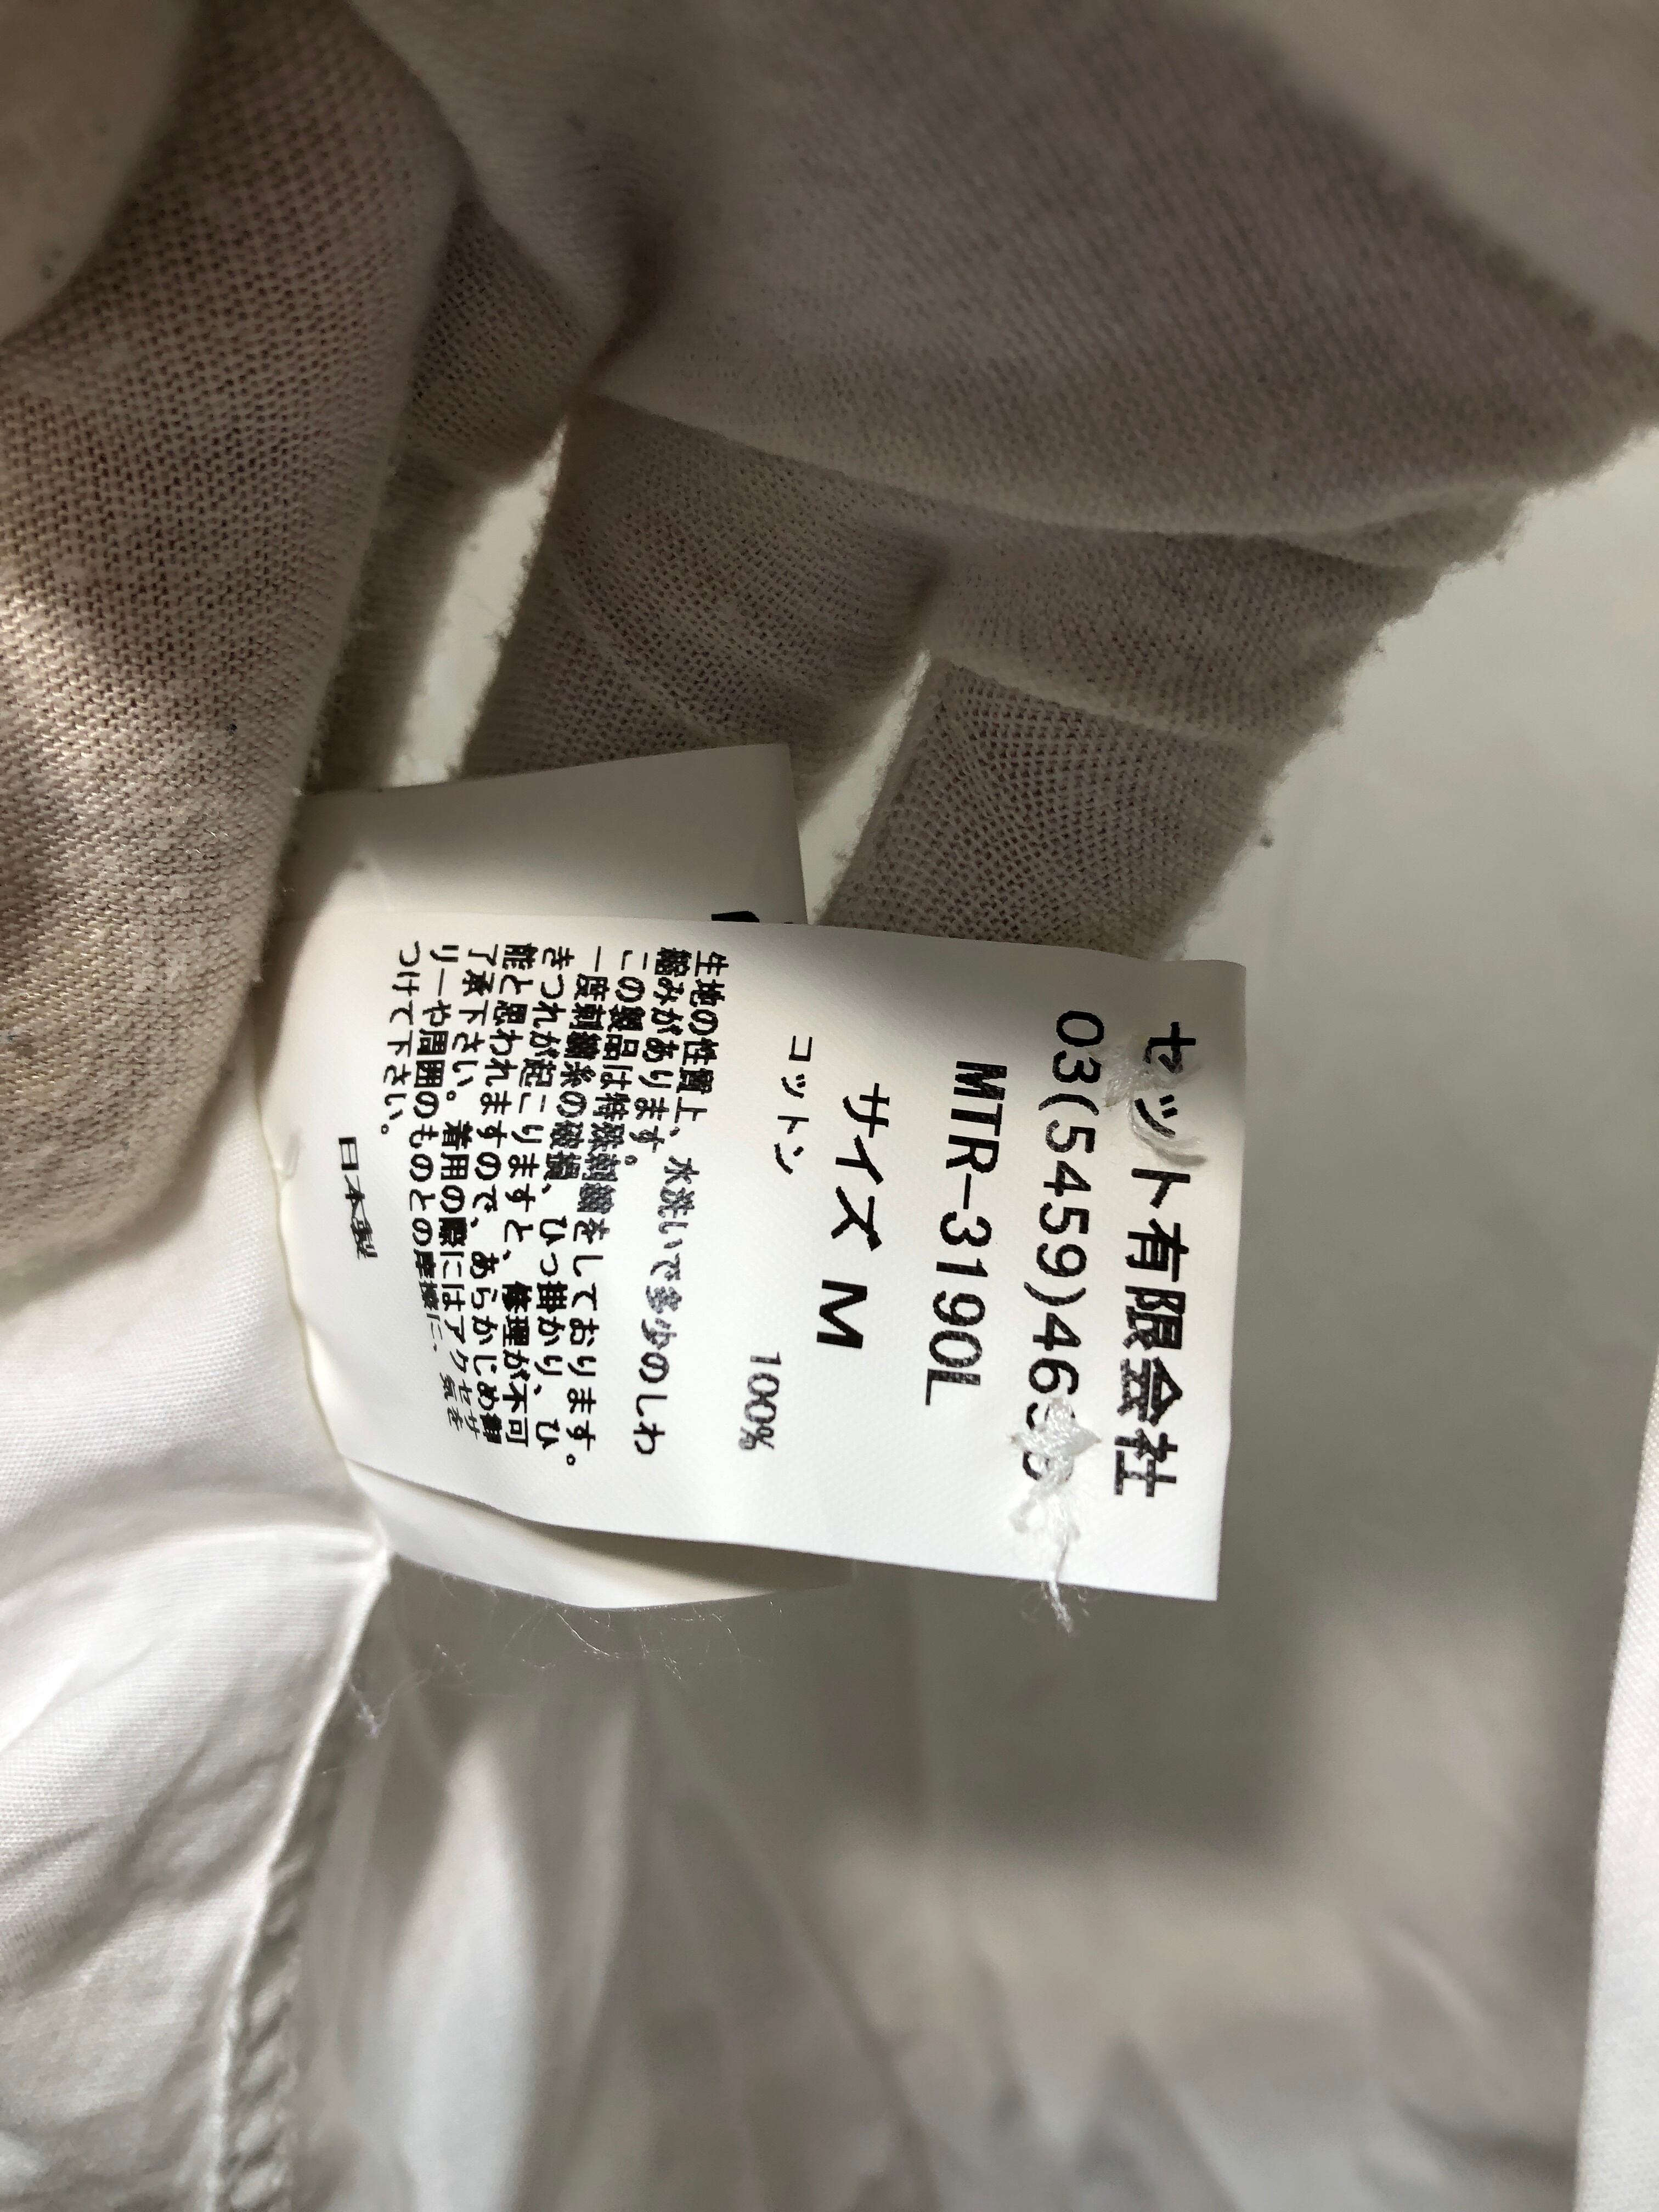 セット有限会社
03(5459)46
MTR-3190L
サイズ M
コットン 100%
生地の性質上、水洗いで多少のしわ
縮みがあります。
この製品は特殊刺繍をしております。
一度刺繍糸の破損、ひっ掛かり、ひ
きつれが起こりますと、修理が不可
能と思われますので、あらかじめ御
了承下さい。着用の際にはアクセサ
リーや周囲のものとの摩擦に、気を
つけて下さい。
日本製